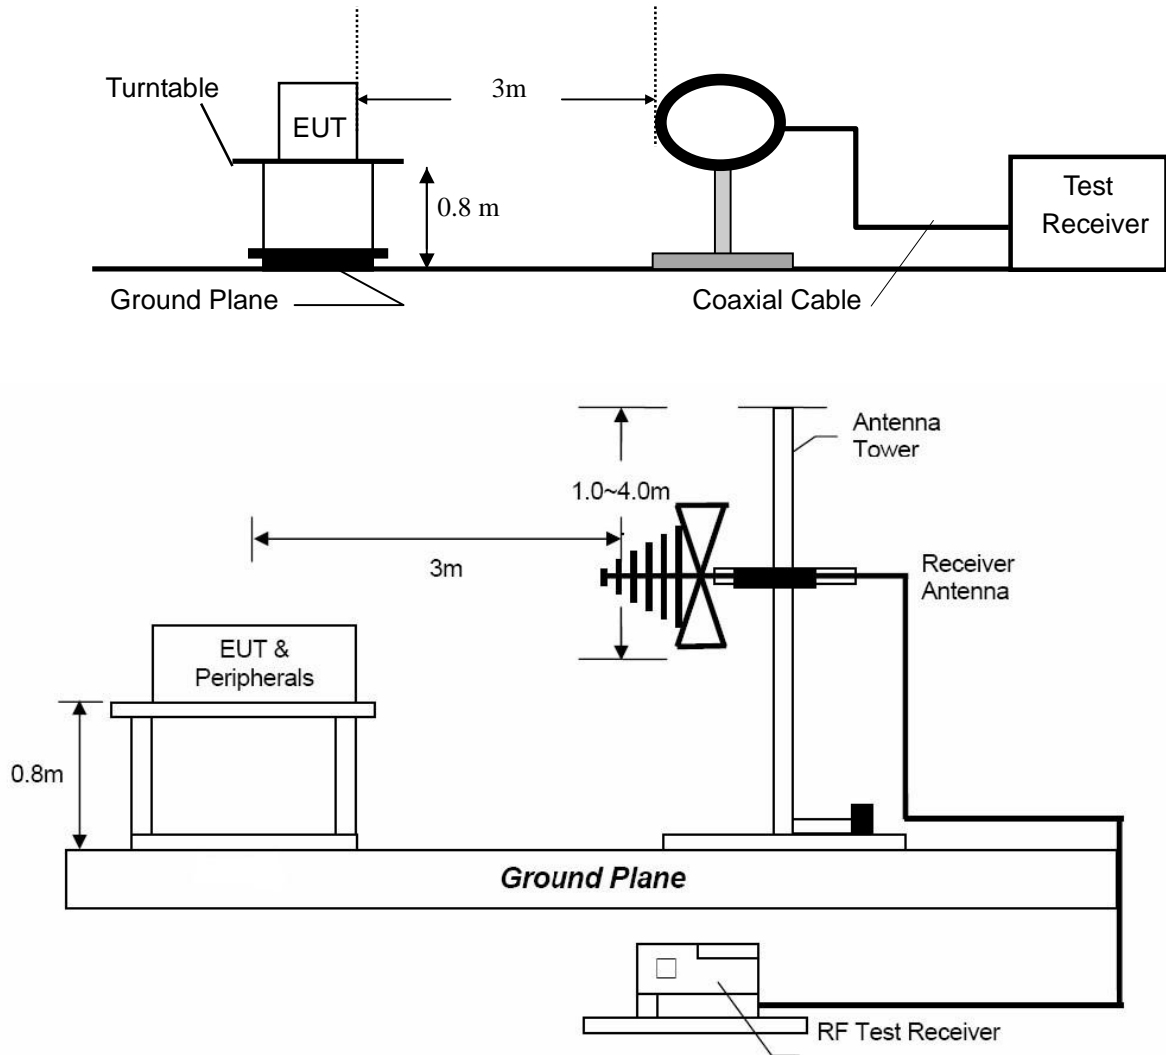 Turntable
EUT
3m
0.8 m
Test
Receiver
Ground Plane
Coaxial Cable
Antenna
Tower
1.0~4.0m
3m
Receiver
Antenna
EUT &
Peripherals
0.8m
Ground Plane
RF Test Receiver